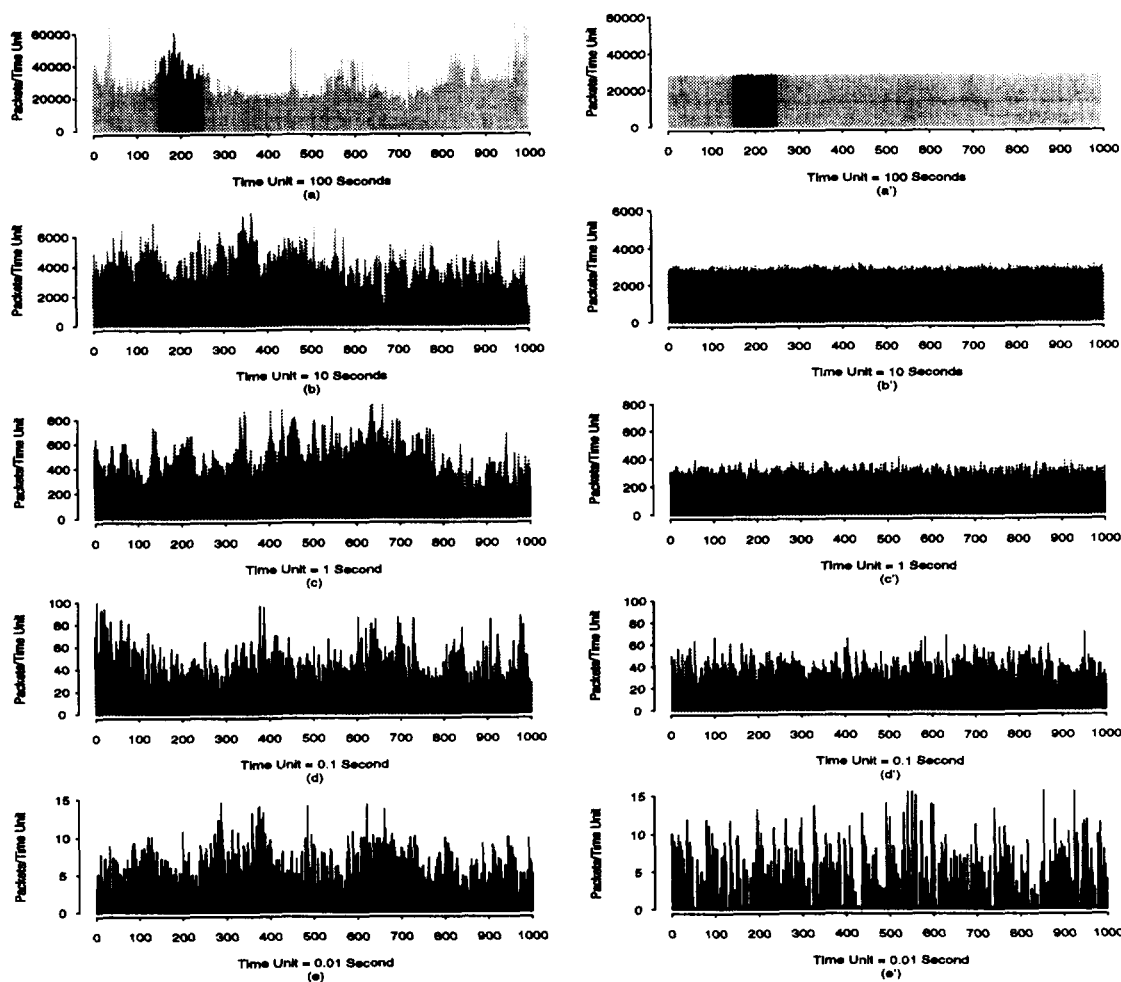 Packets/Time Unit
60000
40000
20000
0
0 100 200 300 400 500 600 700 800 900 1000
Time Unit = 100 Seconds
(a)
Packets/Time Unit
80000
60000
40000
20000
0
0 100 200 300 400 500 600 700 800 900 1000
Time Unit = 100 Seconds
(a')
Packets/Time Unit
6000
4000
2000
0
0 100 200 300 400 500 600 700 800 900 1000
Time Unit = 10 Seconds
(b)
Packets/Time Unit
6000
4000
2000
0
0 100 200 300 400 500 600 700 800 900 1000
Time Unit = 10 Seconds
(b')
Packets/Time Unit
800
600
400
200
0
0 100 200 300 400 500 600 700 800 900 1000
Time Unit = 1 Second
(c)
Packets/Time Unit
800
600
400
200
0
0 100 200 300 400 500 600 700 800 900 1000
Time Unit = 1 Second
(c')
Packets/Time Unit
100
80
60
40
20
0
0 100 200 300 400 500 600 700 800 900 1000
Time Unit = 0.1 Second
(d)
Packets/Time Unit
100
80
60
40
20
0
0 100 200 300 400 500 600 700 800 900 1000
Time Unit = 0.1 Second
(d')
Packets/Time Unit
15
10
5
0
0 100 200 300 400 500 600 700 800 900 1000
Time Unit = 0.01 Second
(e)
Packets/Time Unit
15
10
5
0
0 100 200 300 400 500 600 700 800 900 1000
Time Unit = 0.01 Second
(e')